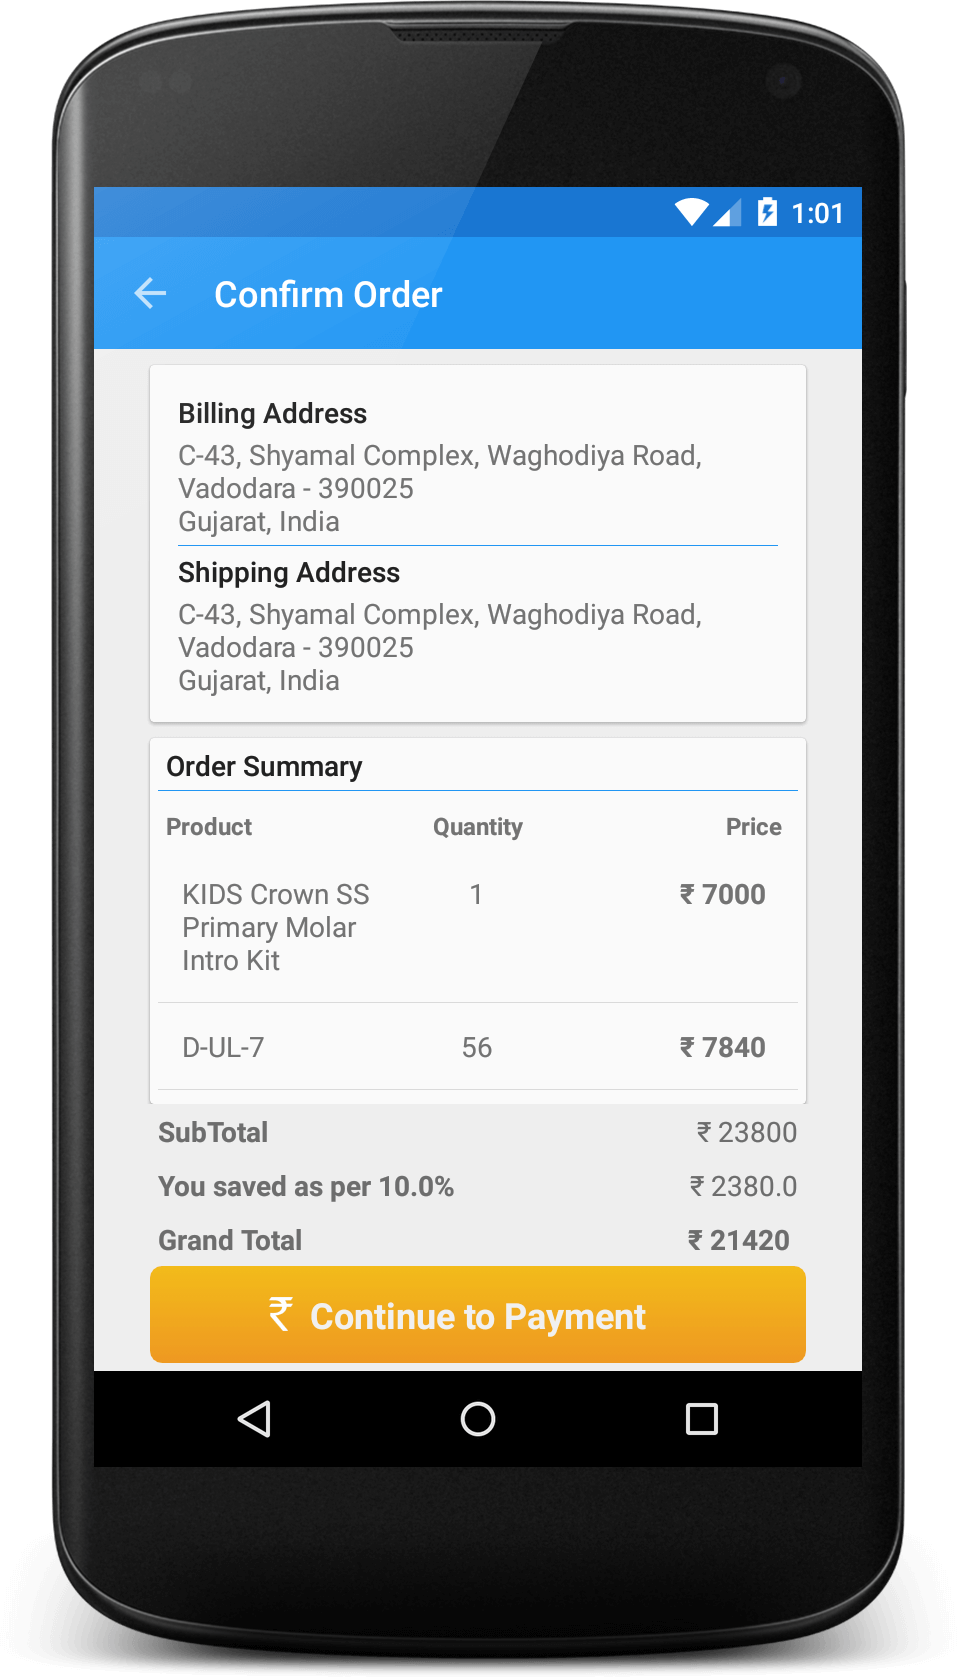 1:01
Confirm Order
Billing Address
C-43, Shyamal Complex, Waghodiya Road,
Vadodara - 390025
Gujarat, India
Shipping Address
C-43, Shyamal Complex, Waghodiya Road,
Vadodara - 390025
Gujarat, India
Order Summary
Product Quantity Price
KIDS Crown SS 1 ₹ 7000
Primary Molar
Intro Kit
D-UL-7 56 ₹ 7840
SubTotal ₹ 23800
You saved as per 10.0% ₹ 2380.0
Grand Total ₹ 21420
₹ Continue to Payment